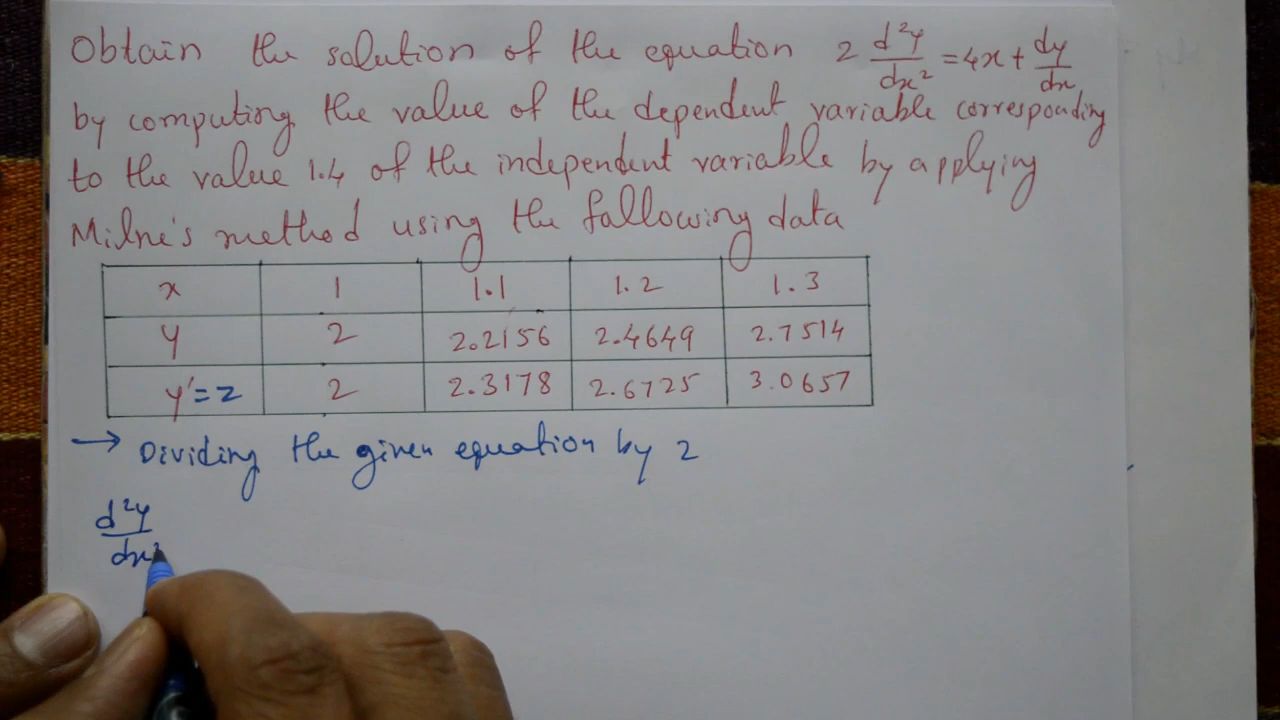 Obtain the solution of the equation 2 d²y/dx² = 4x + dy/dx
by computing the value of the dependent variable corresponding
to the value 1.4 of the independent variable by applying
Milne's method using the following data
x 1 1.1 1.2 1.3
y 2 2.2156 2.4649 2.7514
y' = z 2 2.3178 2.6725 3.0657
→ Dividing the given equation by 2
d²y/dx²